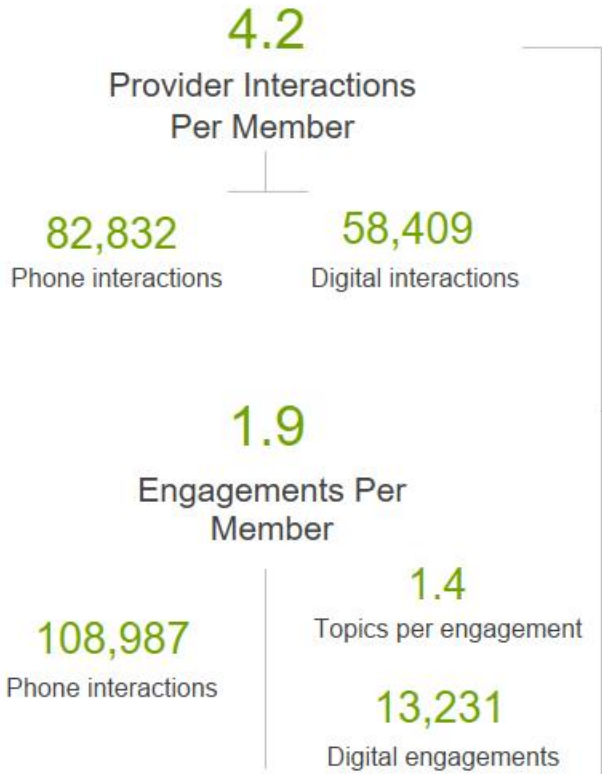 4.2
Provider Interactions
Per Member
82,832
Phone interactions
58,409
Digital interactions
1.9
Engagements Per
Member
108,987
Phone interactions
1.4
Topics per engagement
13,231
Digital engagements